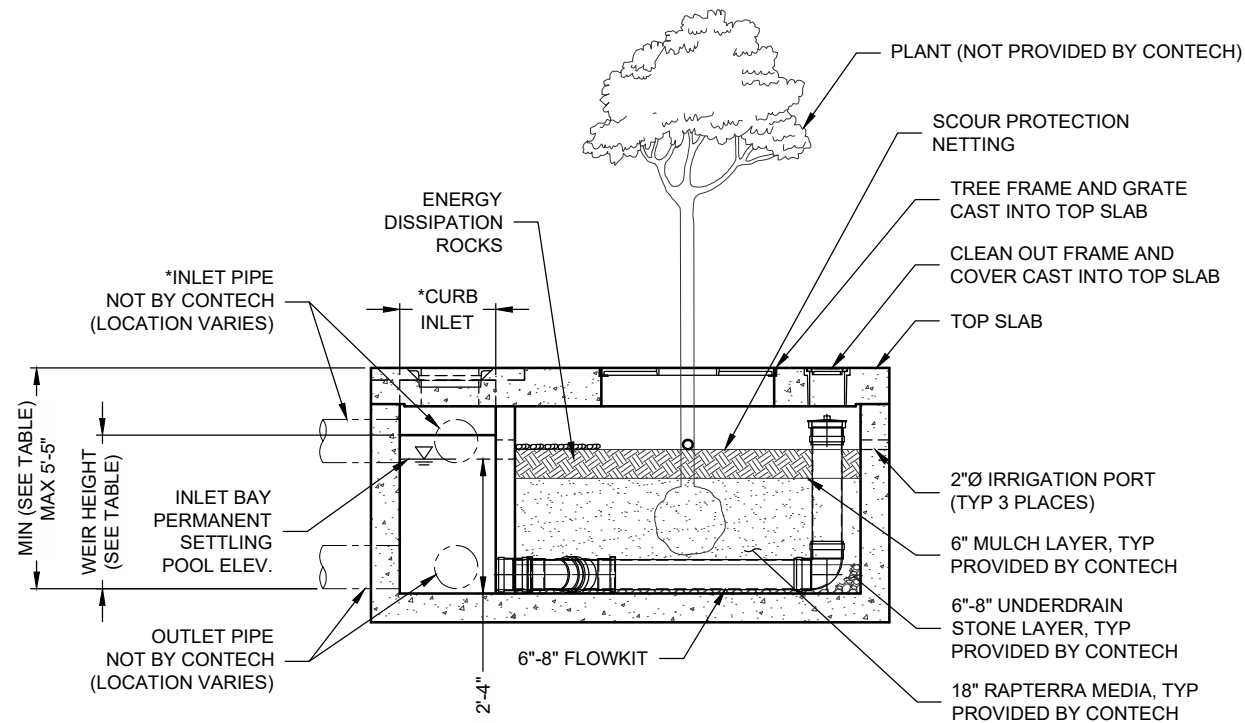 PLANT (NOT PROVIDED BY CONTECH)
SCOUR PROTECTION
NETTING
ENERGY
DISSIPATION
ROCKS
TREE FRAME AND GRATE
CAST INTO TOP SLAB
CLEAN OUT FRAME AND
COVER CAST INTO TOP SLAB
*INLET PIPE
NOT BY CONTECH
(LOCATION VARIES)
*CURB
INLET
TOP SLAB
MIN (SEE TABLE)
MAX 5'-5"
WEIR HEIGHT
(SEE TABLE)
INLET BAY
PERMANENT
SETTLING
POOL ELEV.
2"Ø IRRIGATION PORT
(TYP 3 PLACES)
6" MULCH LAYER, TYP
PROVIDED BY CONTECH
6"-8" UNDERDRAIN
STONE LAYER, TYP
PROVIDED BY CONTECH
OUTLET PIPE
NOT BY CONTECH
(LOCATION VARIES)
2'-4"
6"-8" FLOWKIT
18" RAPTERRA MEDIA, TYP
PROVIDED BY CONTECH